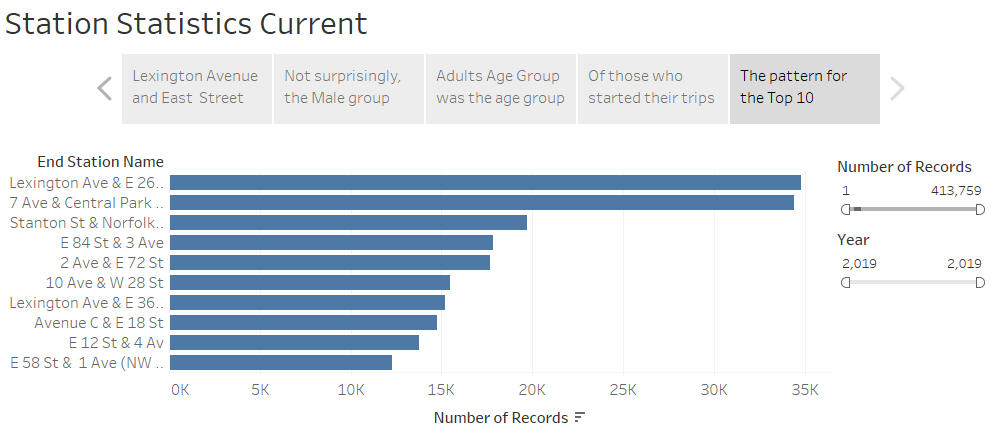 Station Statistics Current
Lexington Avenue
and East Street
Not surprisingly,
the Male group
Adults Age Group
was the age group
Of those who
started their trips
The pattern for
the Top 10
End Station Name
Lexington Ave & E 26..
7 Ave & Central Park ..
Stanton St & Norfolk..
E 84 St & 3 Ave
2 Ave & E 72 St
10 Ave & W 28 St
Lexington Ave & E 36..
Avenue C & E 18 St
E 12 St & 4 Av
E 58 St & 1 Ave (NW ..
0K 5K 10K 15K 20K 25K 30K 35K
Number of Records
Number of Records
1 413,759
Year
2,019 2,019